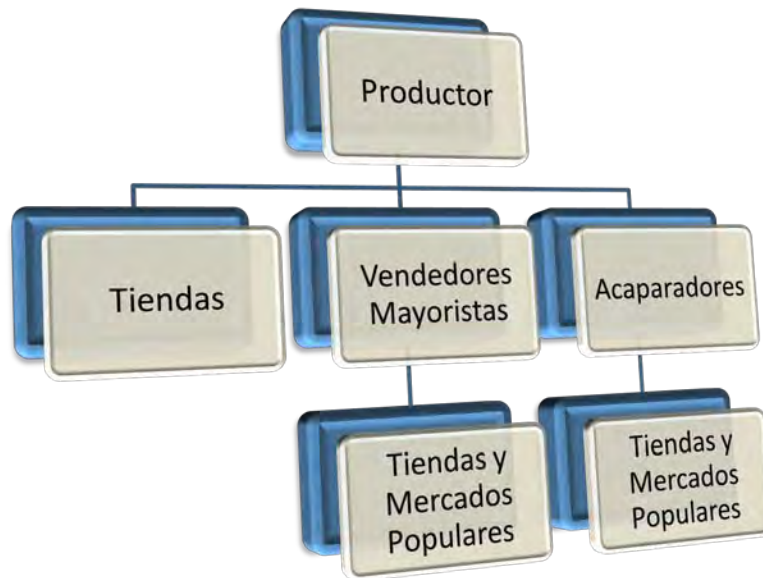 Productor
Tiendas
Vendedores
Mayoristas
Acaparadores
Tiendas y
Mercados
Populares
Tiendas y
Mercados
Populares